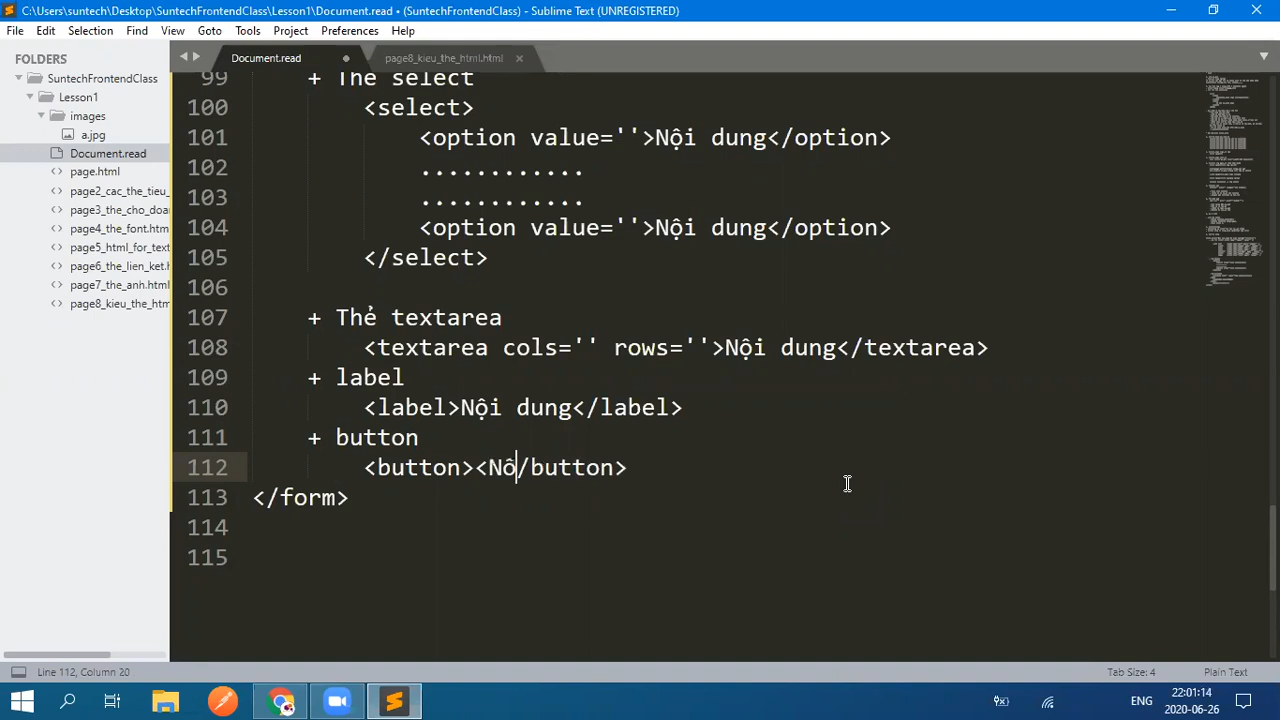 C:\Users\suntech\Desktop\SuntechFrontendClass\Lesson1\Document.read • (SuntechFrontendClass) - Sublime Text (UNREGISTERED)
File Edit Selection Find View Goto Tools Project Preferences Help
FOLDERS
SuntechFrontendClass
Lesson1
images
a.jpg
Document.read
page.html
page2_cac_the_tieu_
page3_the_cho_doa
page4_the_font.htm
page5_html_for_text
page6_the_lien_ket.h
page7_the_anh.html
page8_kieu_the_htm
Document.read page8_kieu_the_html.html
99 + The select
100 <select>
101 <option value=''>Nội dung</option>
102 ............
103 ............
104 <option value=''>Nội dung</option>
105 </select>
106
107 + Thẻ textarea
108 <textarea cols='' rows=''>Nội dung</textarea>
109 + label
110 <label>Nội dung</label>
111 + button
112 <button><Nô/button>
113 </form>
114
115
Line 112, Column 20 Tab Size: 4 Plain Text
ENG 22:01:14
2020-06-26